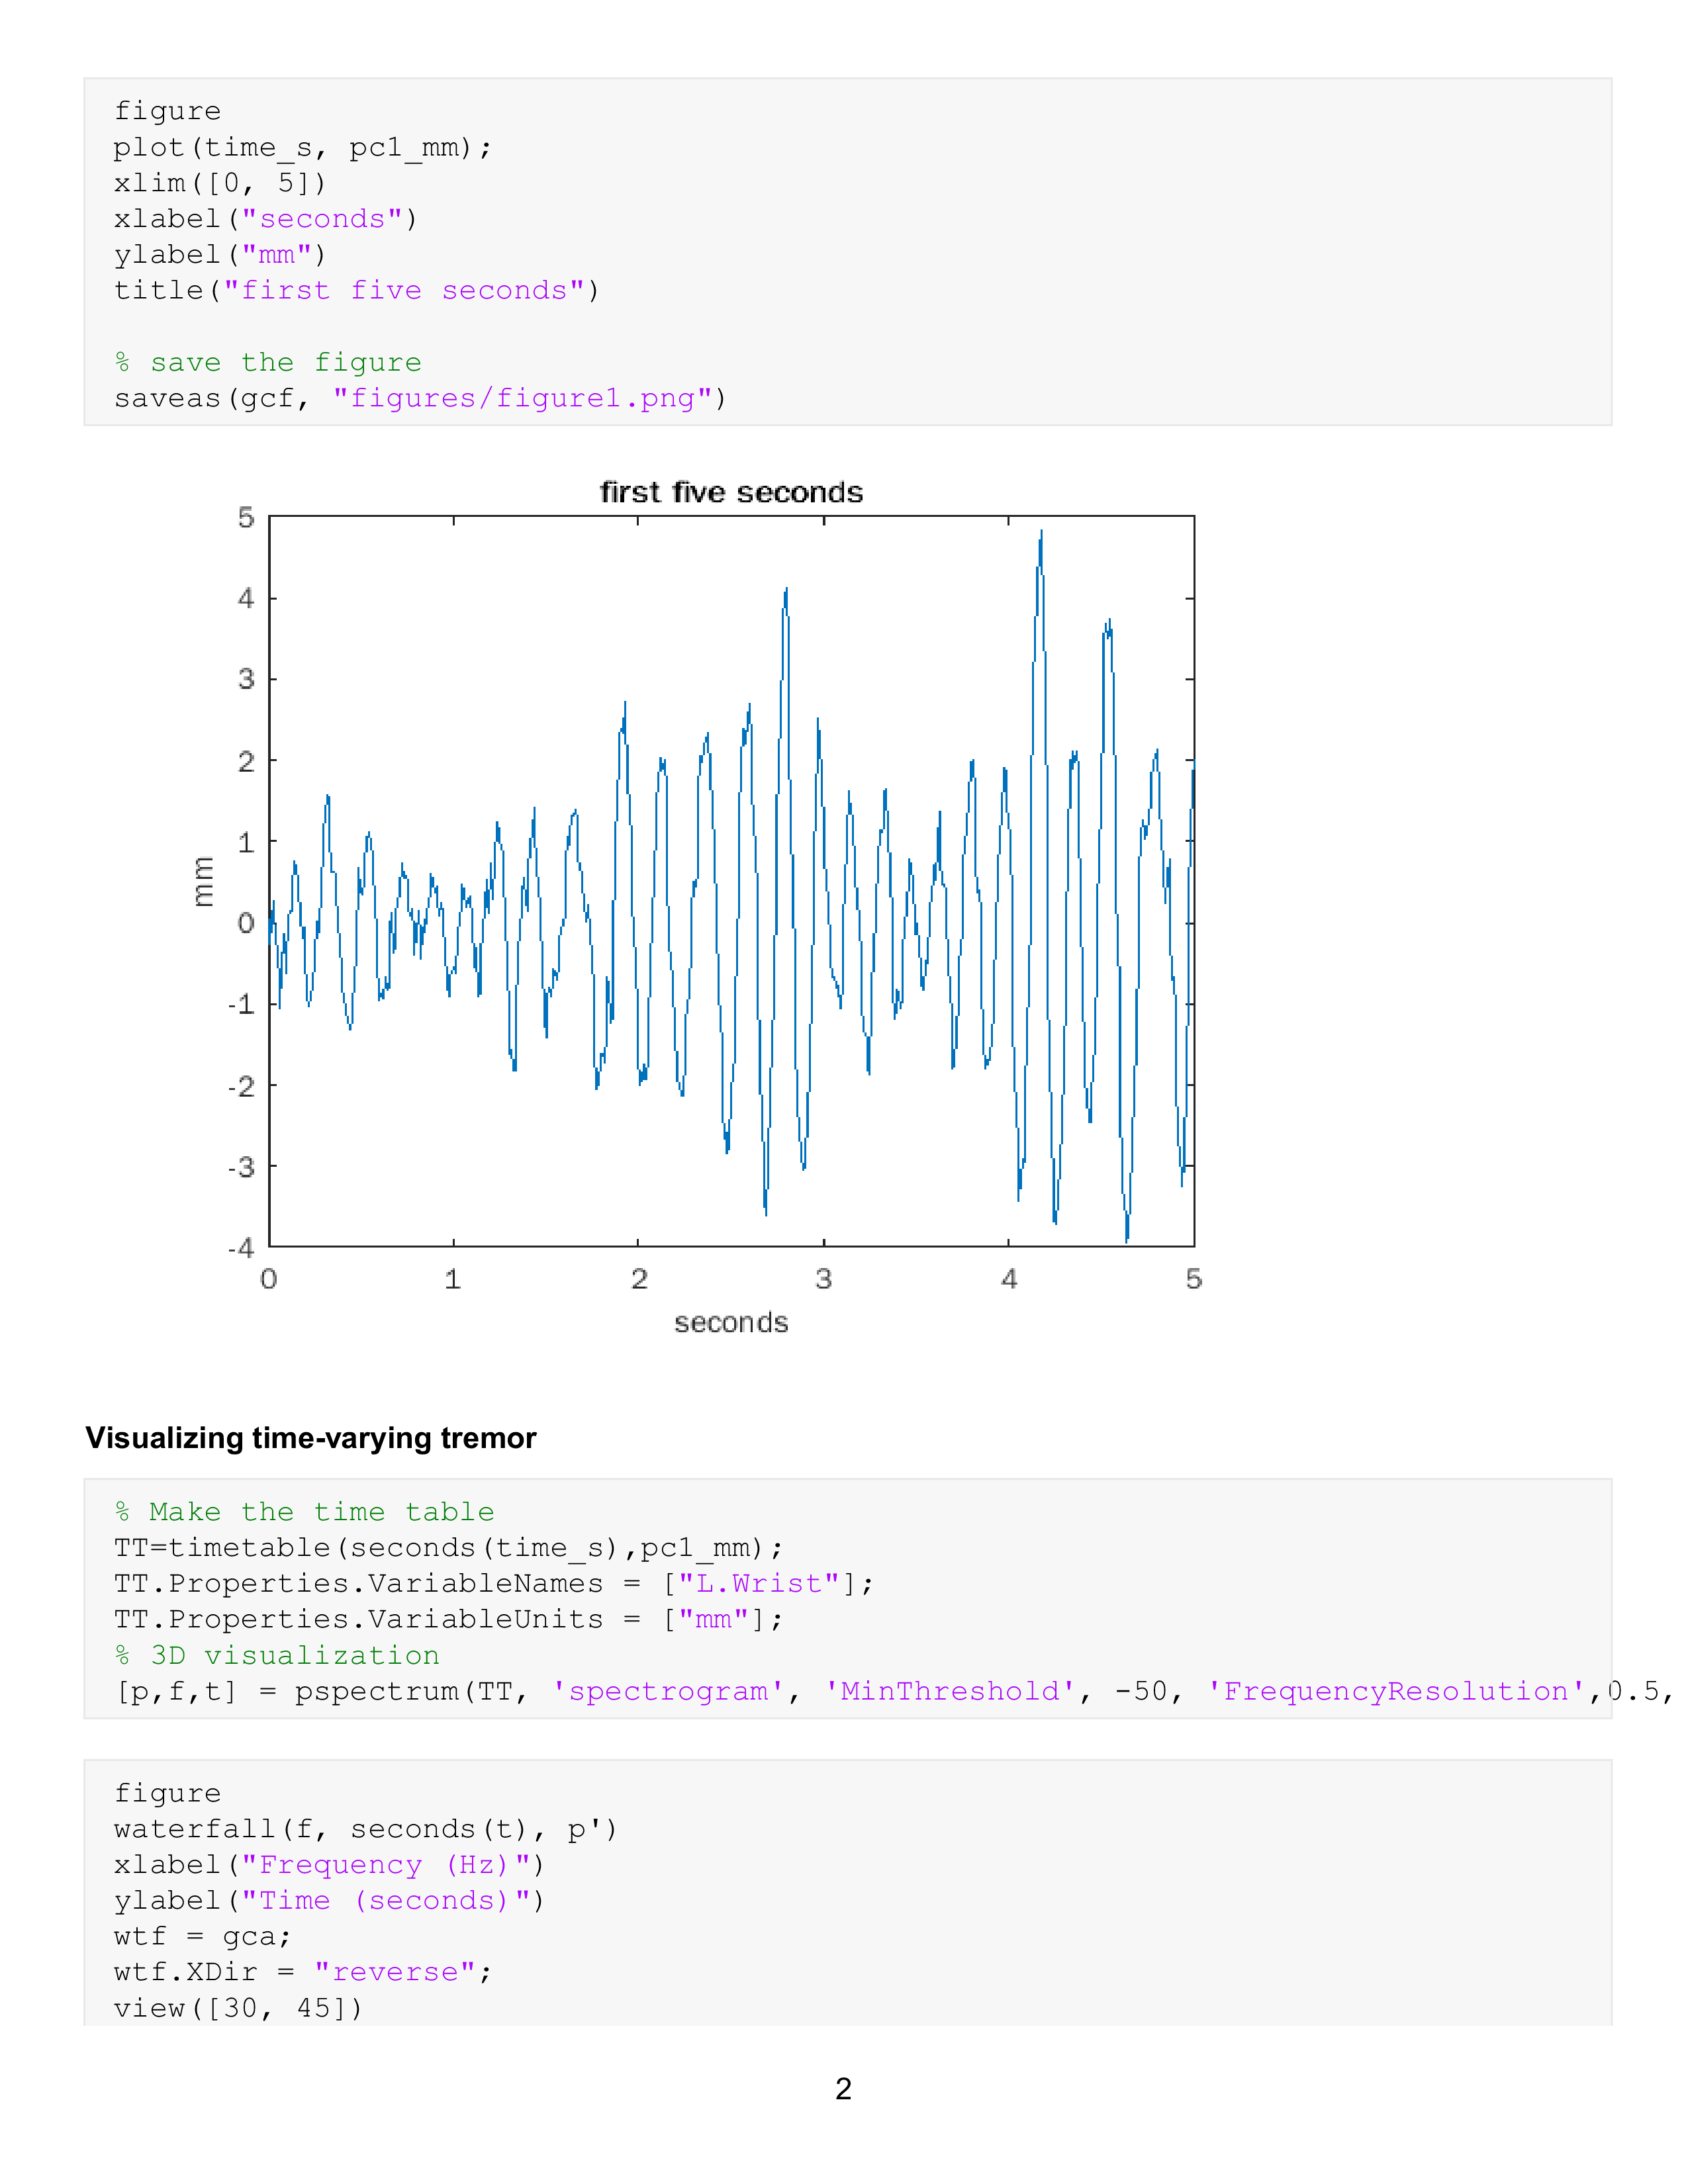 figure
plot(time_s, pc1_mm);
xlim([0, 5])
xlabel("seconds")
ylabel("mm")
title("first five seconds")
% save the figure
saveas(gcf, "figures/figure1.png")
first five seconds
5
4
3
2
1
0
-1
-2
-3
-4
mm
0 1 2 3 4 5
seconds
Visualizing time-varying tremor
% Make the time table
TT=timetable(seconds(time_s),pc1_mm);
TT.Properties.VariableNames = ["L.Wrist"];
TT.Properties.VariableUnits = ["mm"];
% 3D visualization
[p,f,t] = pspectrum(TT, 'spectrogram', 'MinThreshold', -50, 'FrequencyResolution',0.5,
figure
waterfall(f, seconds(t), p')
xlabel("Frequency (Hz)")
ylabel("Time (seconds)")
wtf = gca;
wtf.XDir = "reverse";
view([30, 45])
2